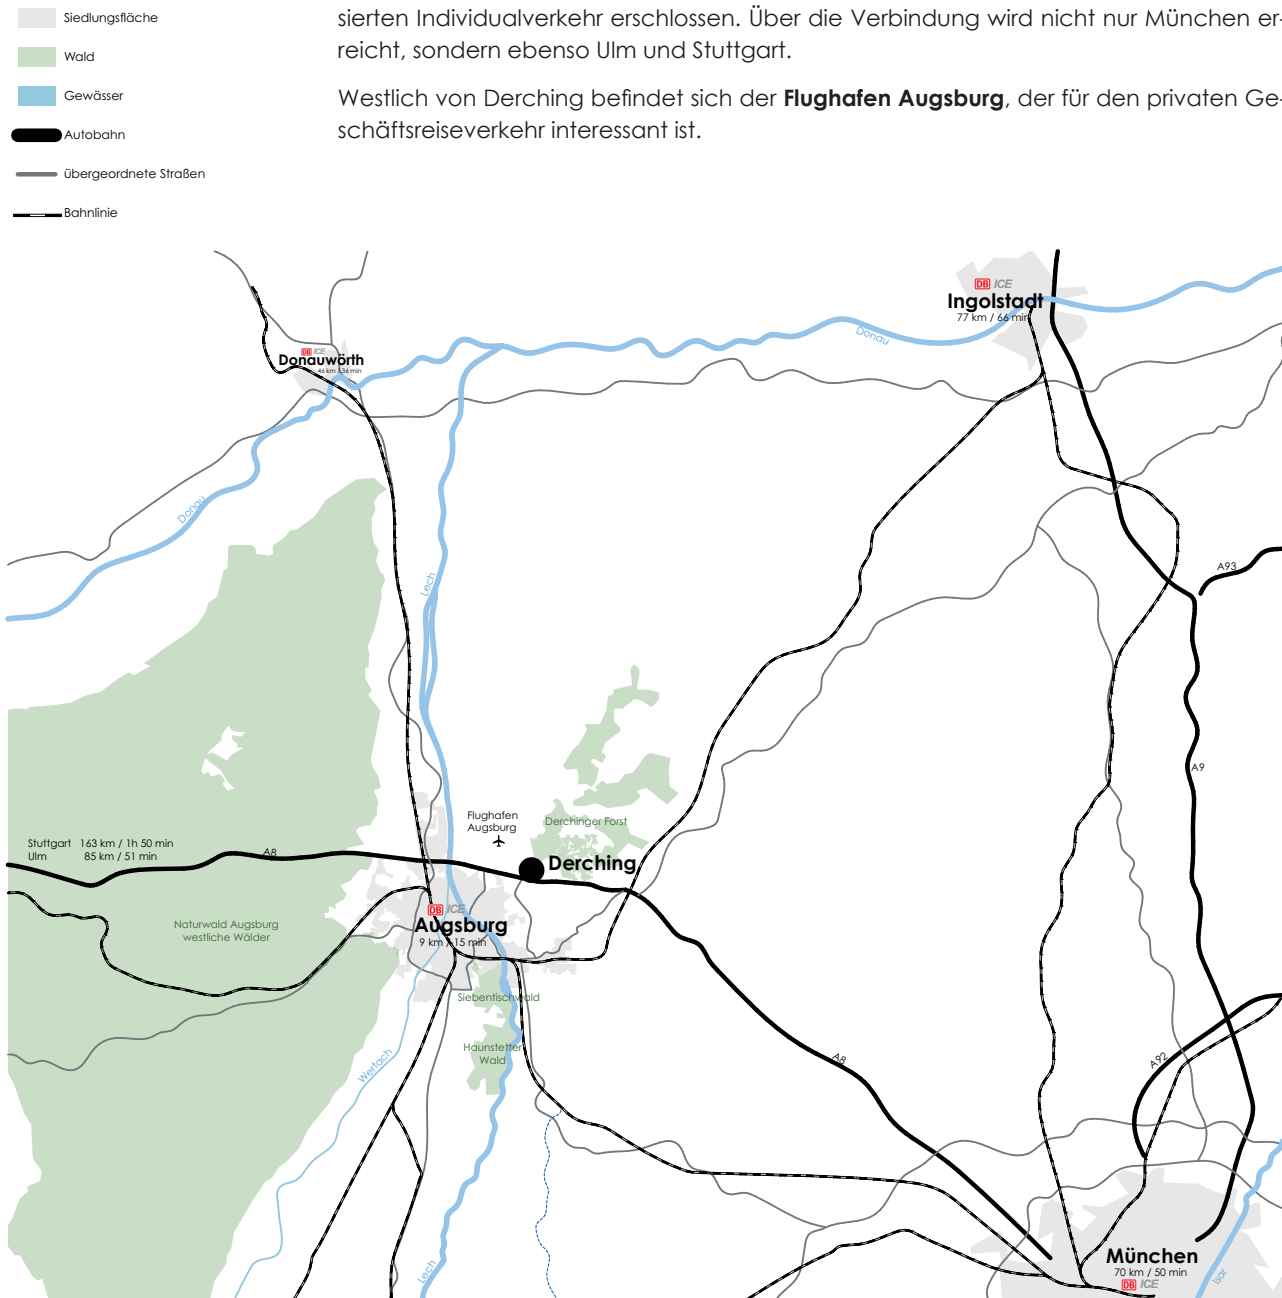 Siedlungsfläche
Wald
Gewässer
Autobahn
übergeordnete Straßen
Bahnlinie
sierten Individualverkehr erschlossen. Über die Verbindung wird nicht nur München er-
reicht, sondern ebenso Ulm und Stuttgart.
Westlich von Derching befindet sich der Flughafen Augsburg, der für den privaten Ge-
schäftsreiseverkehr interessant ist.
DB ICE
Ingolstadt
77 km / 66 min
Donau
DB ICE
Donauwörth
46 km / 36 min
Donau
Lech
A93
A9
Flughafen
Augsburg
Derchinger Forst
Stuttgart 163 km / 1h 50 min
Ulm 85 km / 51 min
A8
Derching
DB ICE
Augsburg
9 km / 15 min
Naturwald Augsburg
westliche Wälder
Siebentischwald
Haunstetter
Wald
Wertach
A8
A92
Lech
München
70 km / 50 min
DB ICE
Isar